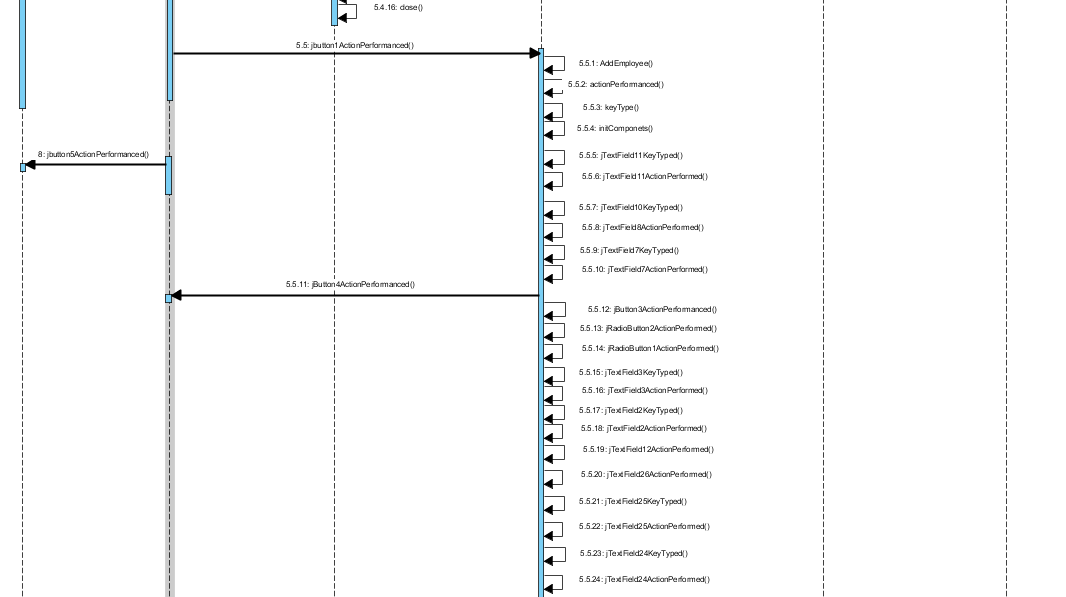 5.4.16: close()
5.5: jbutton1ActionPerformanced()
5.5.1: AddEmployee()
5.5.2: actionPerformanced()
5.5.3: keyType()
5.5.4: initComponets()
8: jbutton5ActionPerformanced()
5.5.5: jTextField11KeyTyped()
5.5.6: jTextField11ActionPerformed()
5.5.7: jTextField10KeyTyped()
5.5.8: jTextField8ActionPerformed()
5.5.9: jTextField7KeyTyped()
5.5.10: jTextField7ActionPerformed()
5.5.11: jButton4ActionPerformanced()
5.5.12: jButton3ActionPerformanced()
5.5.13: jRadioButton2ActionPerformed()
5.5.14: jRadioButton1ActionPerformed()
5.5.15: jTextField3KeyTyped()
5.5.16: jTextField3ActionPerformed()
5.5.17: jTextField2KeyTyped()
5.5.18: jTextField2ActionPerformed()
5.5.19: jTextField12ActionPerformed()
5.5.20: jTextField26ActionPerformed()
5.5.21: jTextField25KeyTyped()
5.5.22: jTextField25ActionPerformed()
5.5.23: jTextField24KeyTyped()
5.5.24: jTextField24ActionPerformed()